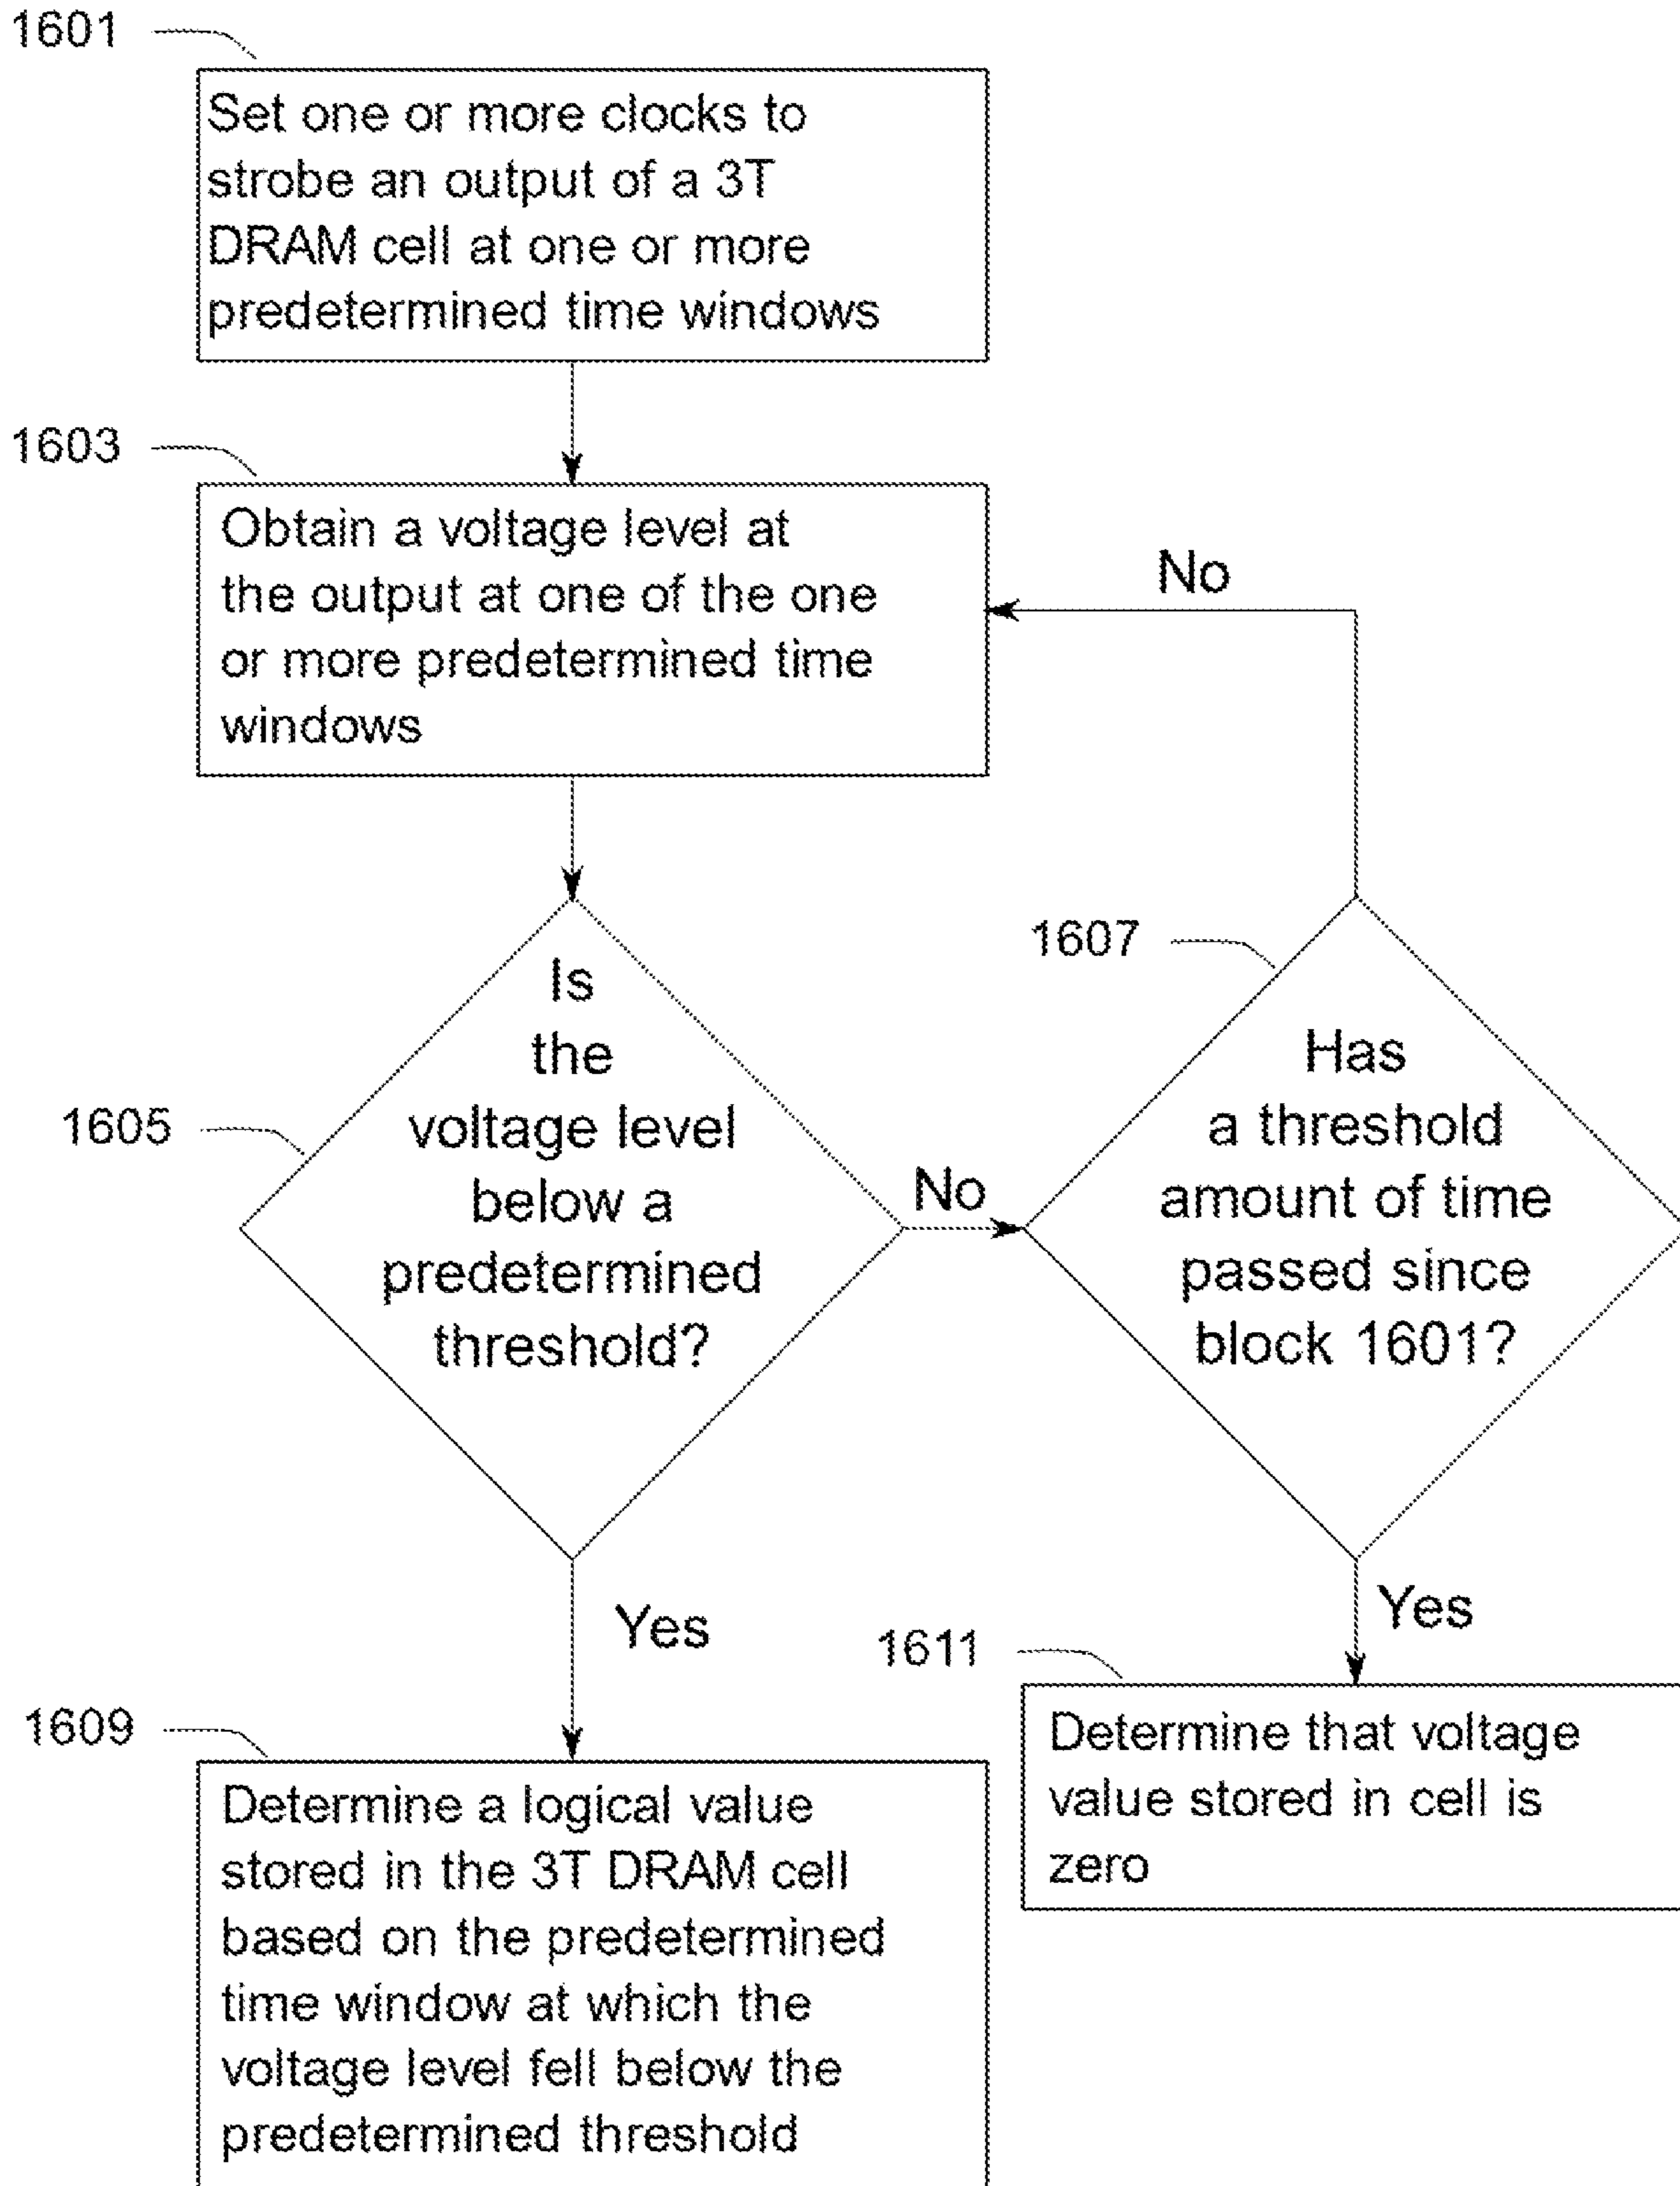 1601
Set one or more clocks to
strobe an output of a 3T
DRAM cell at one or more
predetermined time windows
1603
Obtain a voltage level at
the output at one of the one
or more predetermined time
windows
No
1605
Is
the
voltage level
below a
predetermined
threshold?
No
1607
Has
a threshold
amount of time
passed since
block 1601?
Yes
1609
Determine a logical value
stored in the 3T DRAM cell
based on the predetermined
time window at which the
voltage level fell below the
predetermined threshold
Yes
1611
Determine that voltage
value stored in cell is
zero